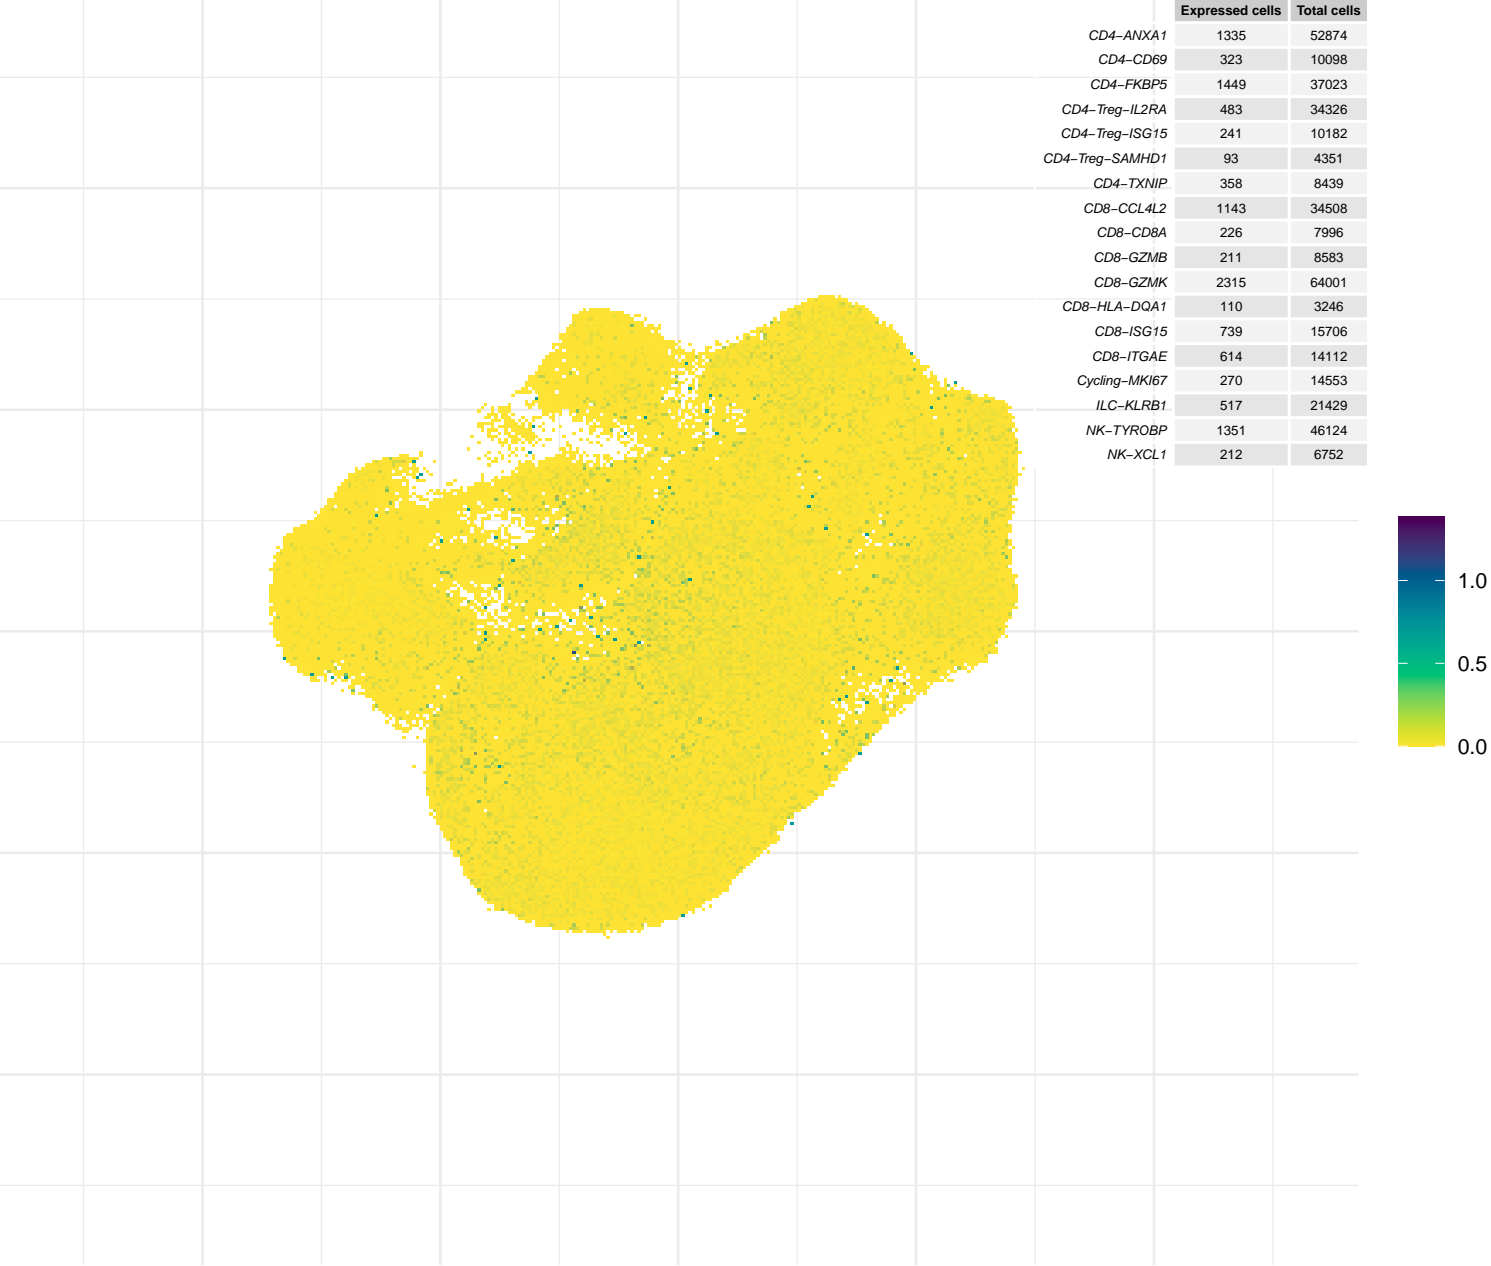 Expressed cells Total cells
CD4−ANXA1 1335 52874
CD4−CD69 323 10098
CD4−FKBP5 1449 37023
CD4−Treg−IL2RA 483 34326
CD4−Treg−ISG15 241 10182
CD4−Treg−SAMHD1 93 4351
CD4−TXNIP 358 8439
CD8−CCL4L2 1143 34508
CD8−CD8A 226 7996
CD8−GZMB 211 8583
CD8−GZMK 2315 64001
CD8−HLA−DQA1 110 3246
CD8−ISG15 739 15706
CD8−ITGAE 614 14112
Cycling−MKI67 270 14553
ILC−KLRB1 517 21429
NK−TYROBP 1351 46124
NK−XCL1 212 6752
1.0
0.5
0.0